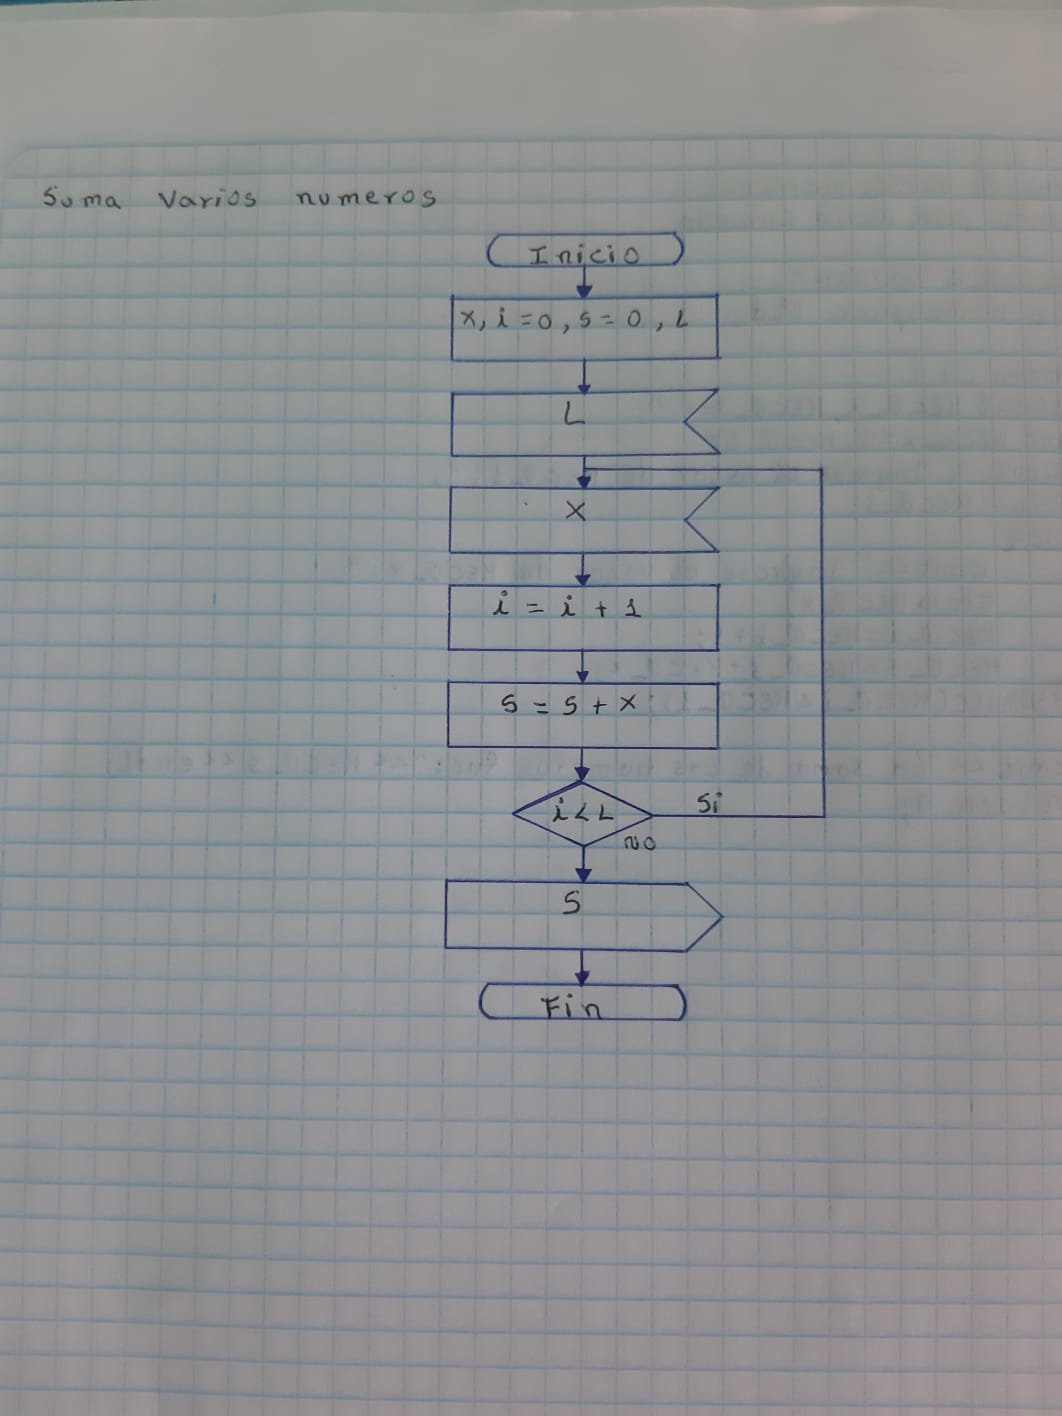 Suma Varios numeros
Inicio
x, i = 0, s = 0, L
L
X
i = i + 1
s = s + x
i < L
Si
NO
S
Fin